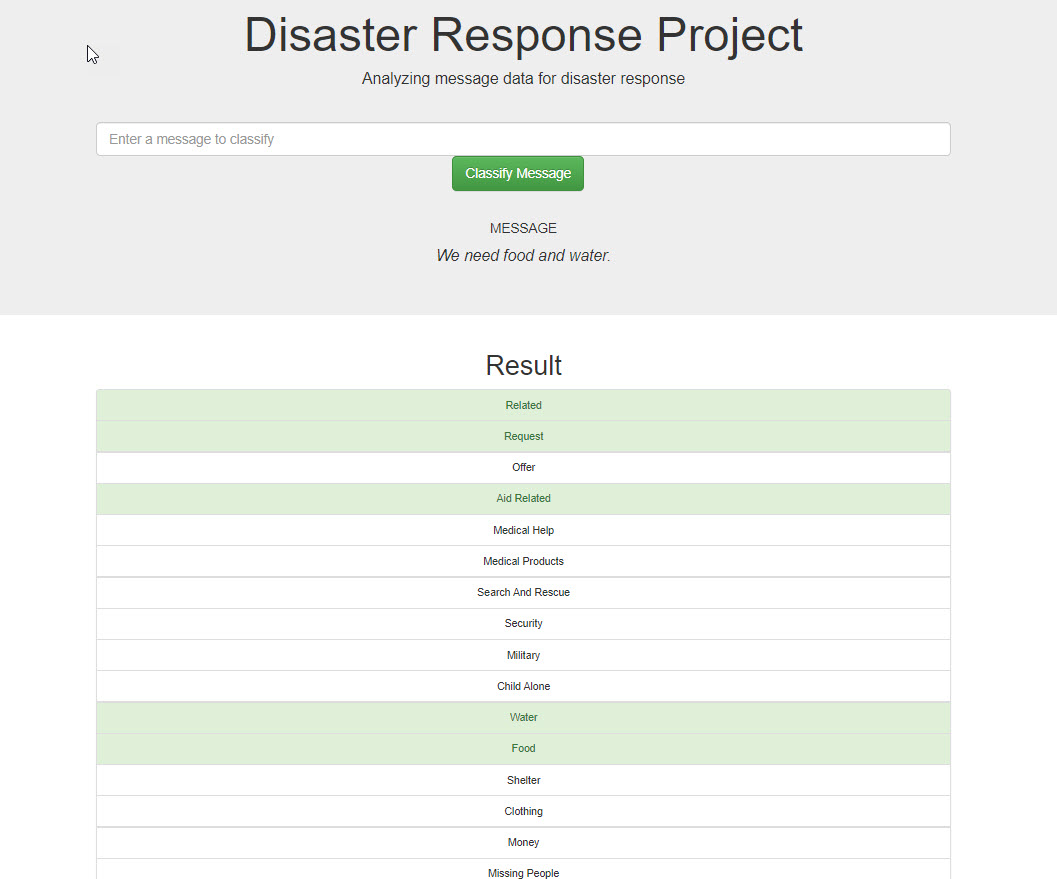 Disaster Response Project
Analyzing message data for disaster response
Enter a message to classify
Classify Message
MESSAGE
We need food and water.
Result
Related
Request
Offer
Aid Related
Medical Help
Medical Products
Search And Rescue
Security
Military
Child Alone
Water
Food
Shelter
Clothing
Money
Missing People